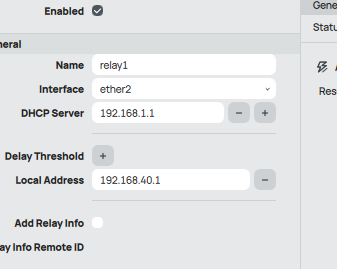 Enabled
Gene
Statu
neral
Name relay1
Interface ether2
Res
DHCP Server 192.168.1.1
Delay Threshold
Local Address 192.168.40.1
Add Relay Info
ay Info Remote ID